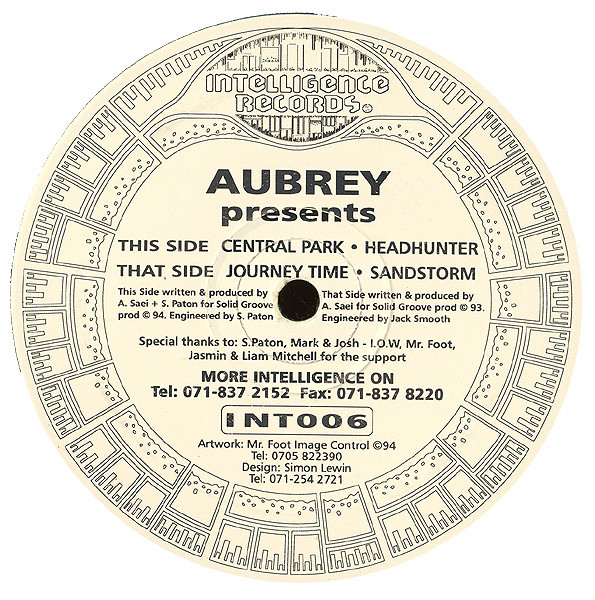 INTELLIGENCE
RECORDS
AUBREY
presents
THIS SIDE CENTRAL PARK • HEADHUNTER
THAT SIDE JOURNEY TIME • SANDSTORM
This Side written & produced by
A. Saei + S. Paton for Solid Groove
prod © 94. Engineered by S. Paton
That Side written & produced by
A. Saei for Solid Groove prod © 93.
Engineered by Jack Smooth
Special thanks to: S.Paton, Mark & Josh - I.O.W, Mr. Foot,
Jasmin & Liam Mitchell for the support
MORE INTELLIGENCE ON
Tel: 071-837 2152 Fax: 071-837 8220
INT006
Artwork: Mr. Foot Image Control ©94
Tel: 0705 822390
Design: Simon Lewin
Tel: 071-254 2721